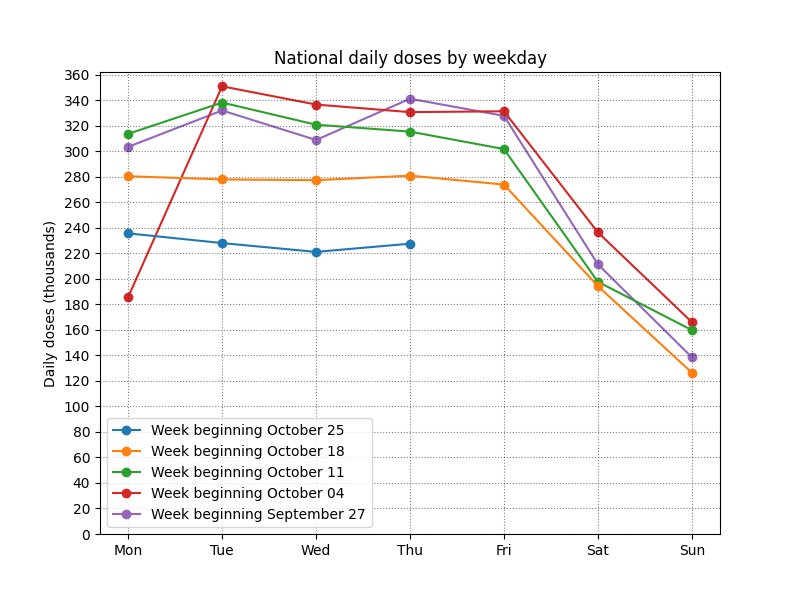 National daily doses by weekday
Daily doses (thousands)
360
340
320
300
280
260
240
220
200
180
160
140
120
100
80
60
40
20
0
Week beginning October 25
Week beginning October 18
Week beginning October 11
Week beginning October 04
Week beginning September 27
Mon Tue Wed Thu Fri Sat Sun